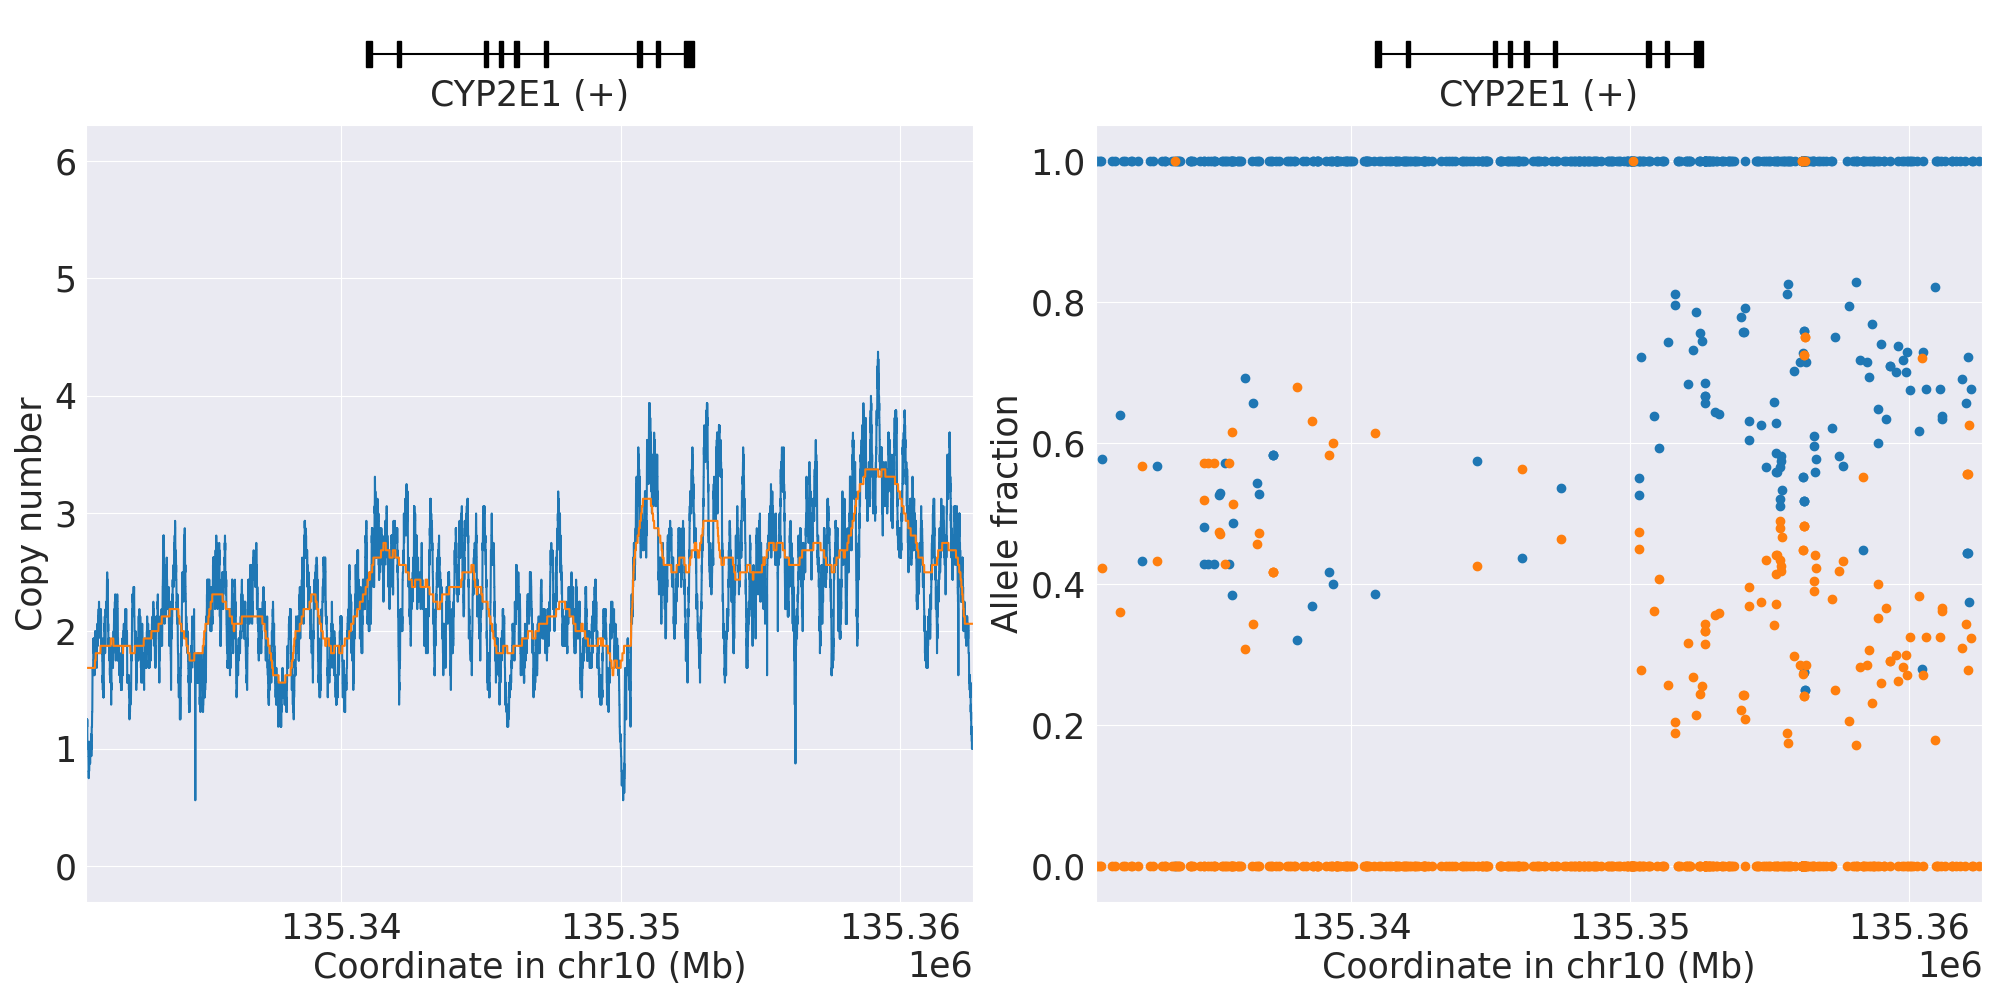 CYP2E1 (+)
CYP2E1 (+)
Copy number
6
5
4
3
2
1
0
135.34
135.35
135.36
Coordinate in chr10 (Mb)
1e6
Allele fraction
1.0
0.8
0.6
0.4
0.2
0.0
135.34
135.35
135.36
Coordinate in chr10 (Mb)
1e6